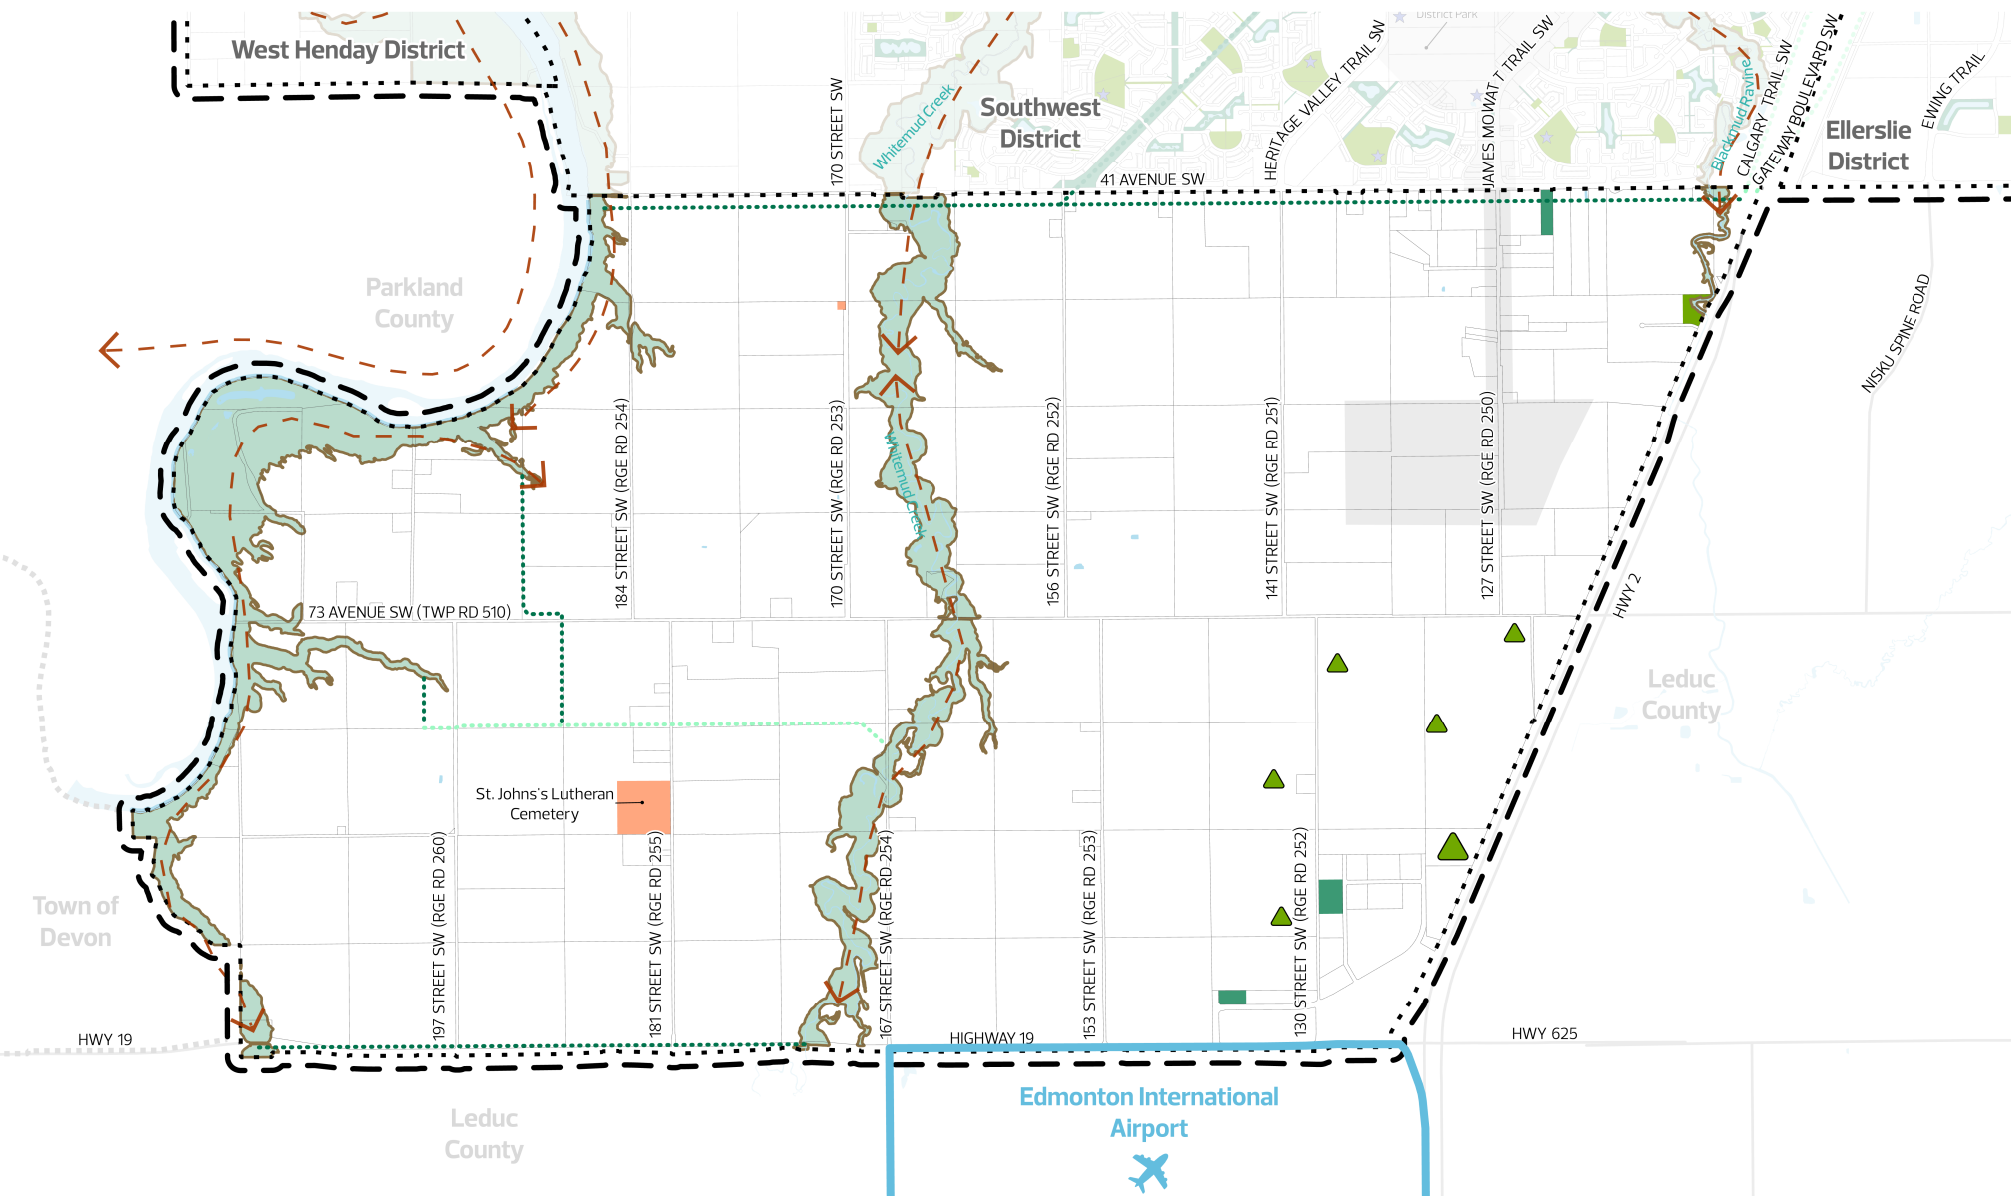 District Park
West Henday District
Southwest
District
Ellerslie
District
170 STREET SW
Whitemud Creek
HERITAGE VALLEY TRAIL SW
JAMES MOWAT T TRAIL SW
Blackmud Ravine
CALGARY TRAIL SW
GATEWAY BOULEVARD SW
EWING TRAIL
41 AVENUE SW
Parkland
County
NISKU SPINE ROAD
184 STREET SW (RGE RD 254)
170 STREET SW (RGE RD 253)
Whitemud Creek
156 STREET SW (RGE RD 252)
141 STREET SW (RGE RD 251)
127 STREET SW (RGE RD 250)
HWY 2
73 AVENUE SW (TWP RD 510)
Leduc
County
St. Johns's Lutheran
Cemetery
Town of
Devon
197 STREET SW (RGE RD 260)
181 STREET SW (RGE RD 255)
167 STREET SW (RGE RD 254)
153 STREET SW (RGE RD 253)
130 STREET SW (RGE RD 252)
HWY 19
HIGHWAY 19
HWY 625
Leduc
County
Edmonton International
Airport